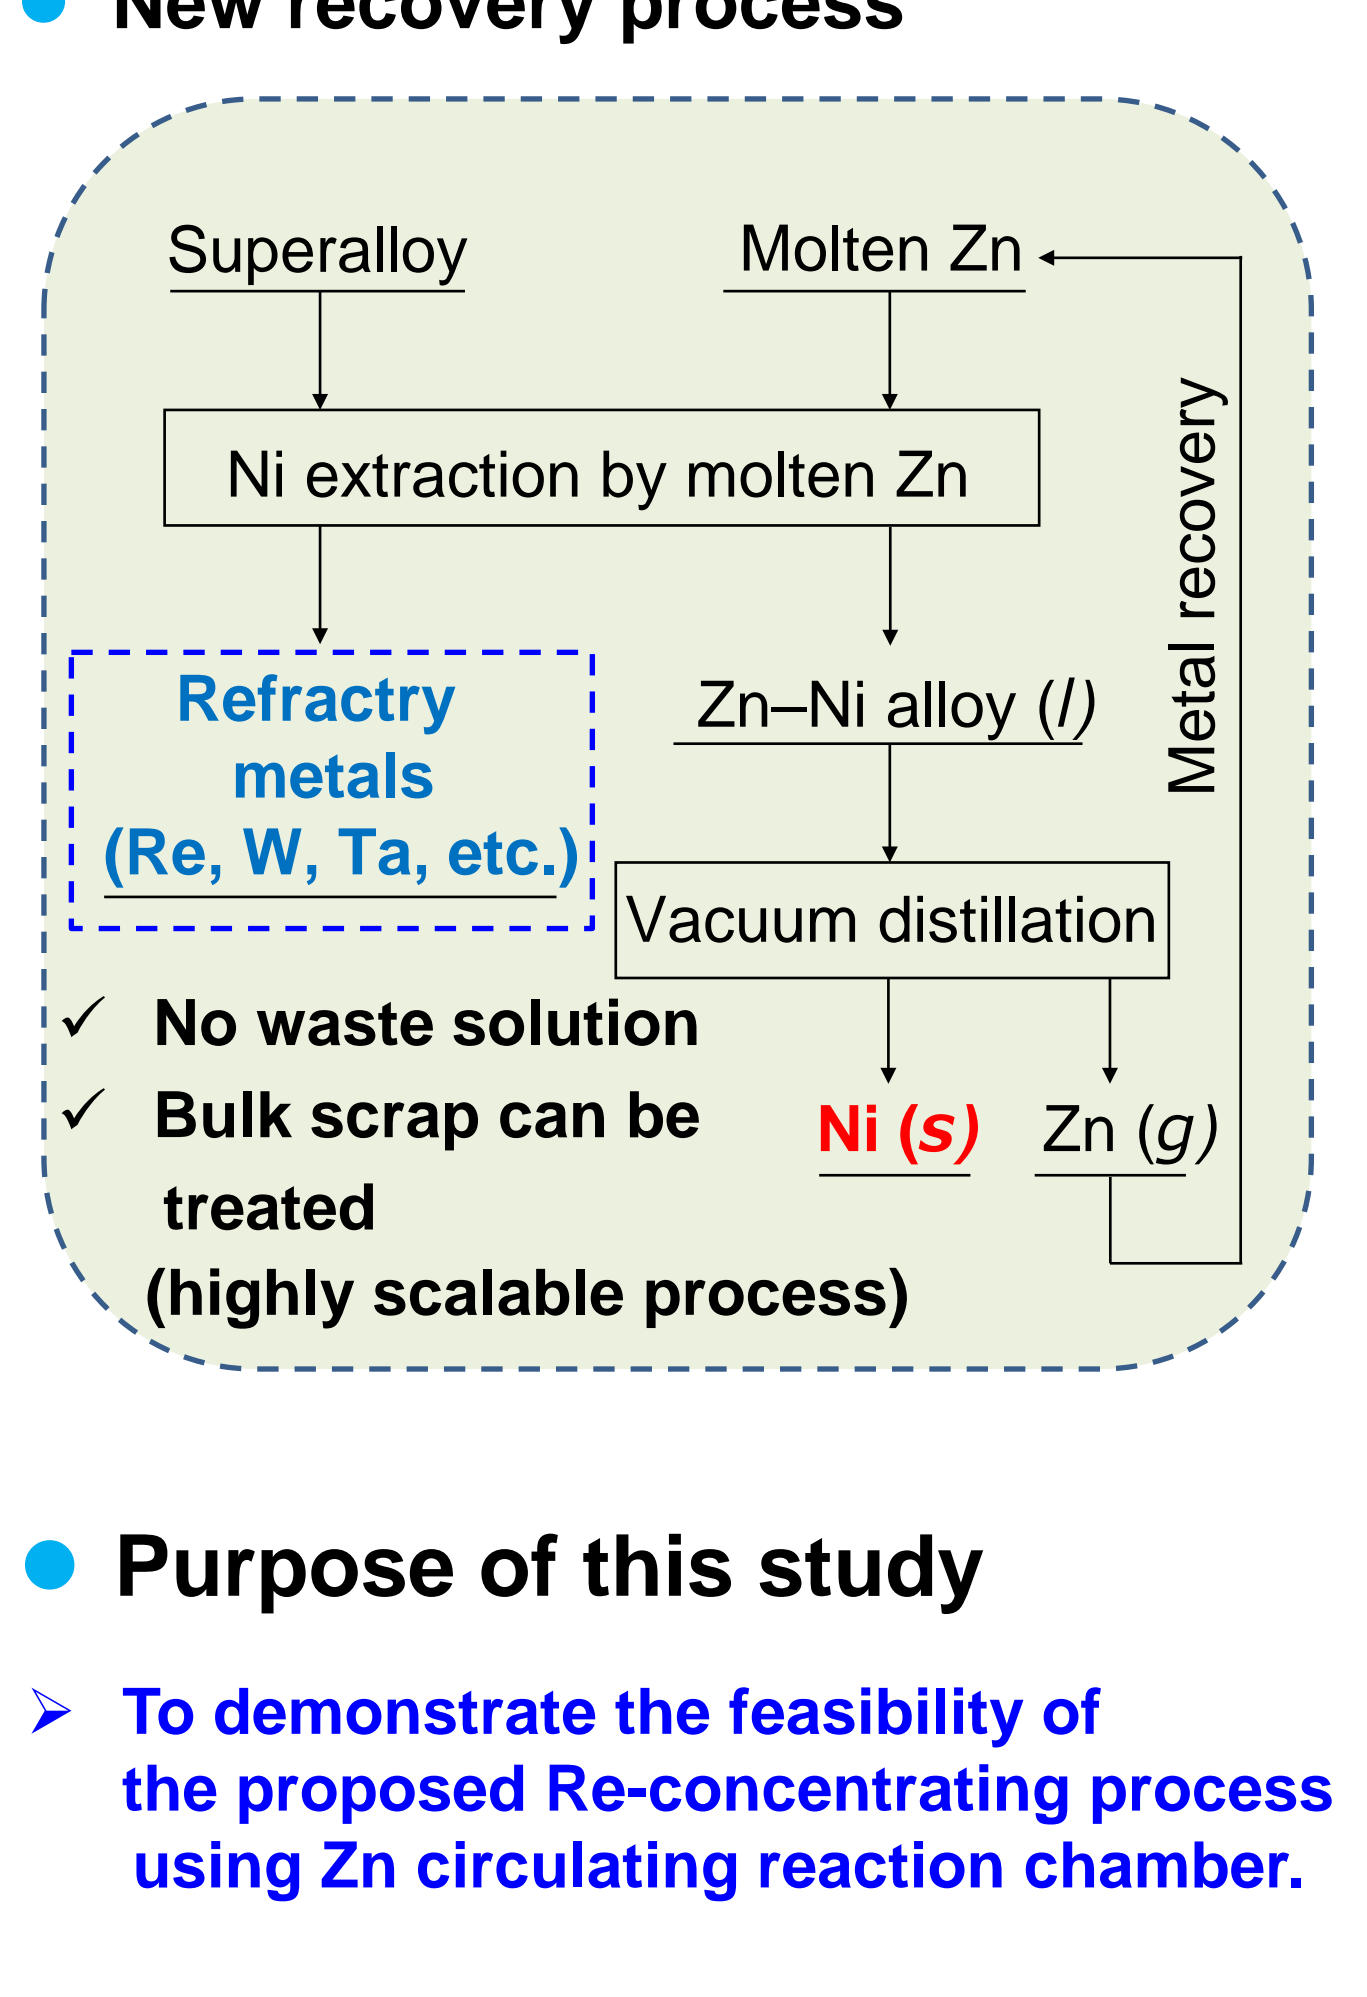 New recovery process
Superalloy
Molten Zn
Ni extraction by molten Zn
Metal recovery
Refractry
metals
(Re, W, Ta, etc.)
Zn–Ni alloy (l)
Vacuum distillation
Ni (s)
Zn (g)
✓ No waste solution
✓ Bulk scrap can be
treated
(highly scalable process)
Purpose of this study
To demonstrate the feasibility of
the proposed Re-concentrating process
using Zn circulating reaction chamber.